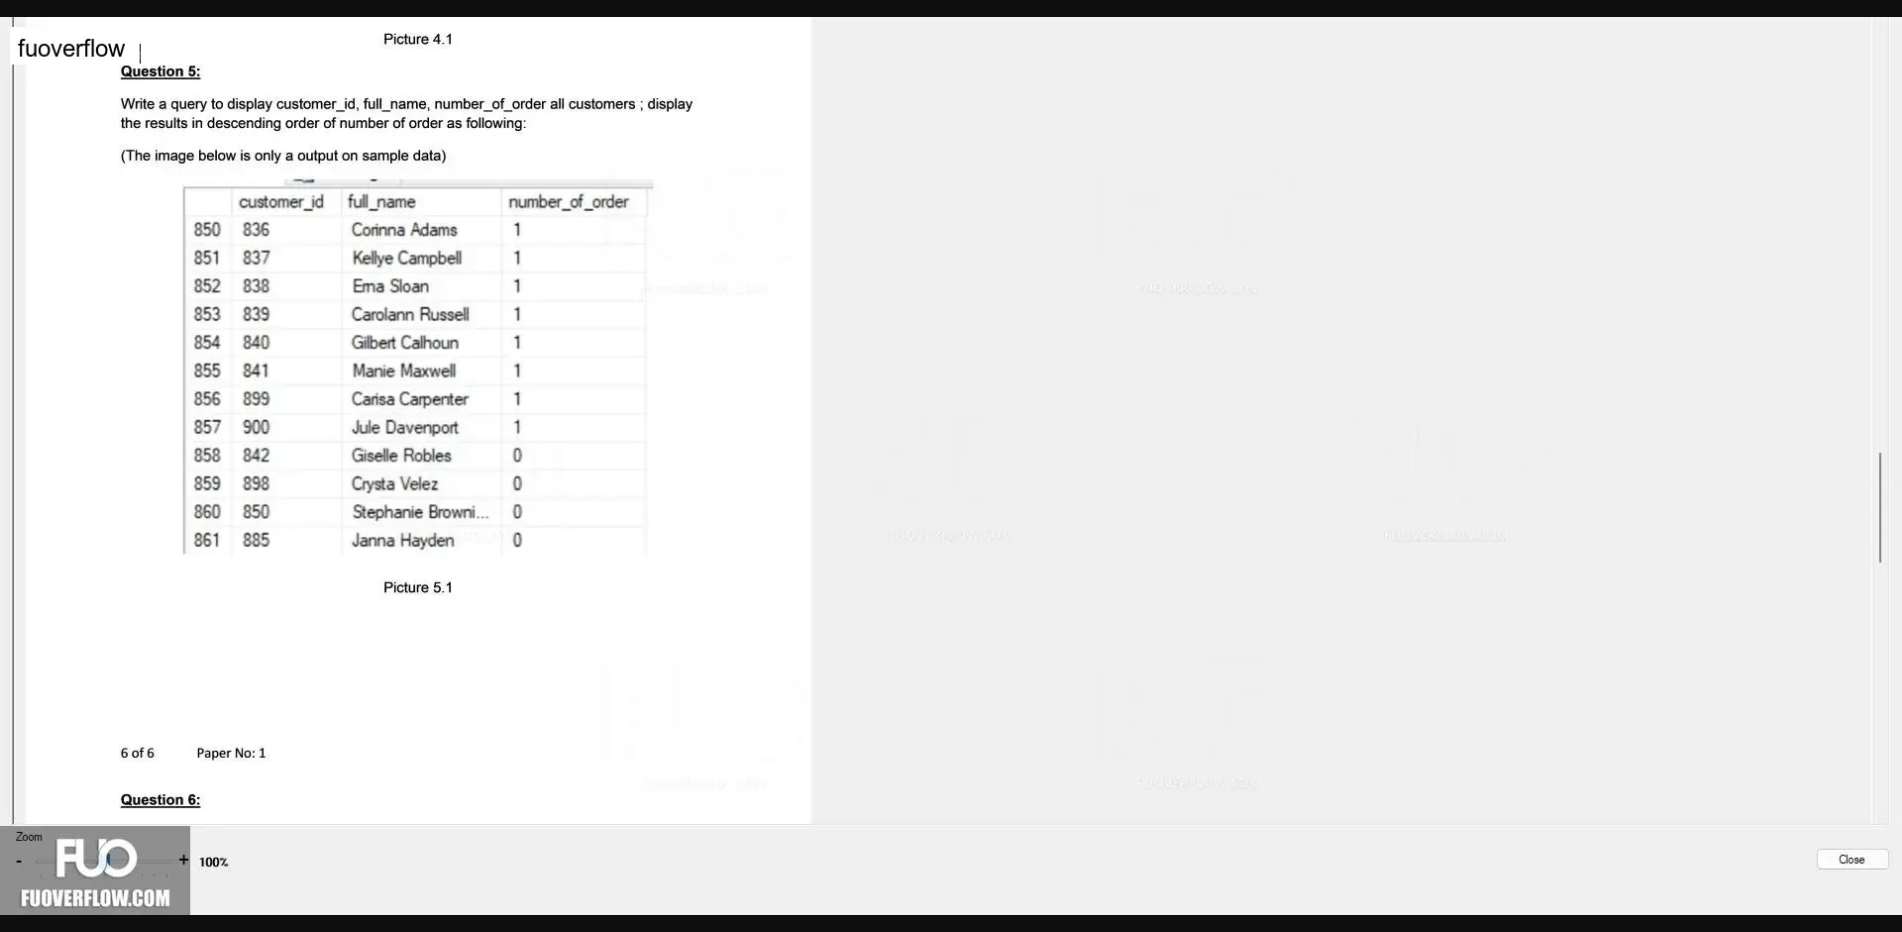 Picture 4.1
fuoverflow
Question 5:
Write a query to display customer_id, full_name, number_of_order all customers ; display
the results in descending order of number of order as following:
(The image below is only a output on sample data)
customer_id full_name number_of_order
850 836 Corinna Adams 1
851 837 Kellye Campbell 1
852 838 Erna Sloan 1
853 839 Carolann Russell 1
854 840 Gilbert Calhoun 1
855 841 Manie Maxwell 1
856 899 Carisa Carpenter 1
857 900 Jule Davenport 1
858 842 Giselle Robles 0
859 898 Crysta Velez 0
860 850 Stephanie Browni... 0
861 885 Janna Hayden 0
Picture 5.1
6 of 6 Paper No: 1
Question 6:
Zoom
- + 100%
FUO
FUOVERFLOW.COM
Close